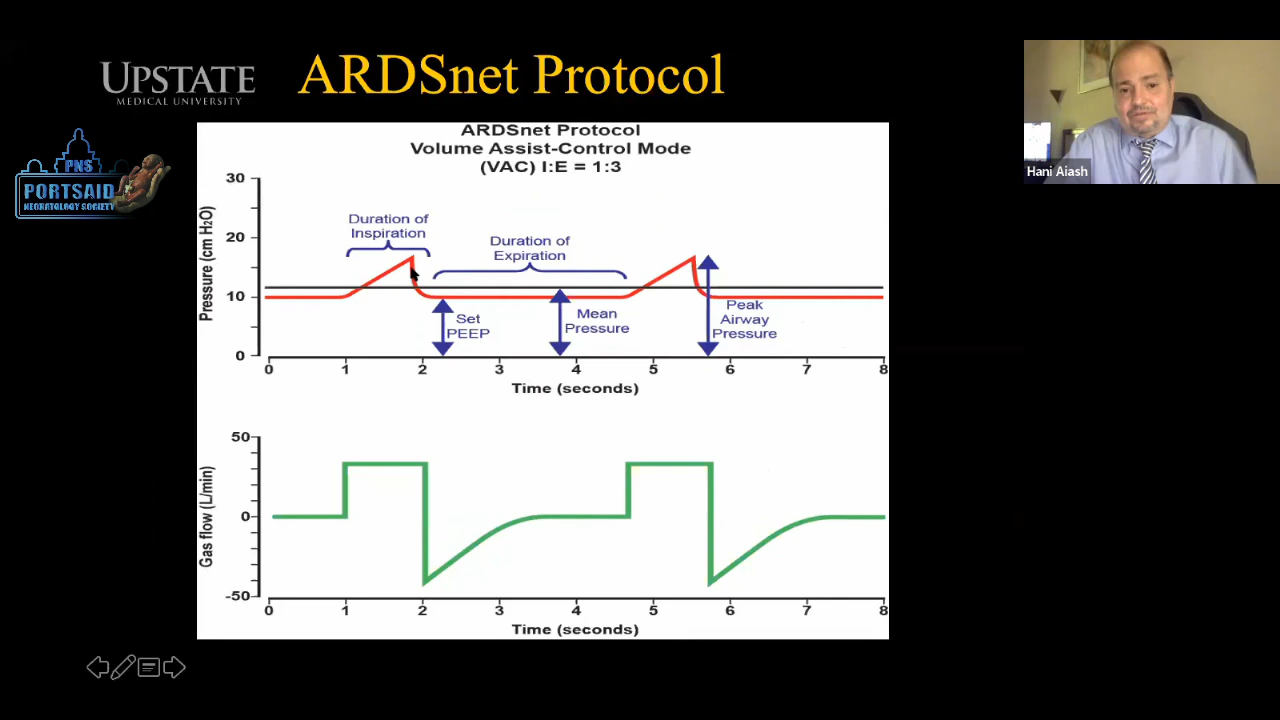 UPSTATE
MEDICAL UNIVERSITY
ARDSnet Protocol
PNS
PORTSAID
NEONATOLOGY SOCIETY
Hani Aiash
ARDSnet Protocol
Volume Assist-Control Mode
(VAC) I:E = 1:3
Pressure (cm H₂O)
30
20
10
0
Duration of
Inspiration
Duration of
Expiration
Set
PEEP
Mean
Pressure
Peak
Airway
Pressure
0 1 2 3 4 5 6 7 8
Time (seconds)
Gas flow (L/min)
50
0
-50
0 1 2 3 4 5 6 7 8
Time (seconds)